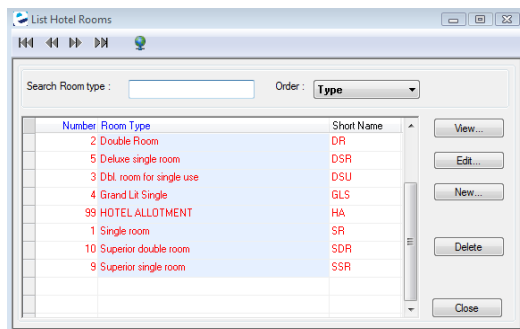 List Hotel Rooms
Search Room type :
Order :
Type
Number Room Type Short Name
2 Double Room DR
5 Deluxe single room DSR
3 Dbl. room for single use DSU
4 Grand Lit Single GLS
99 HOTEL ALLOTMENT HA
1 Single room SR
10 Superior double room SDR
9 Superior single room SSR
View...
Edit...
New...
Delete
Close